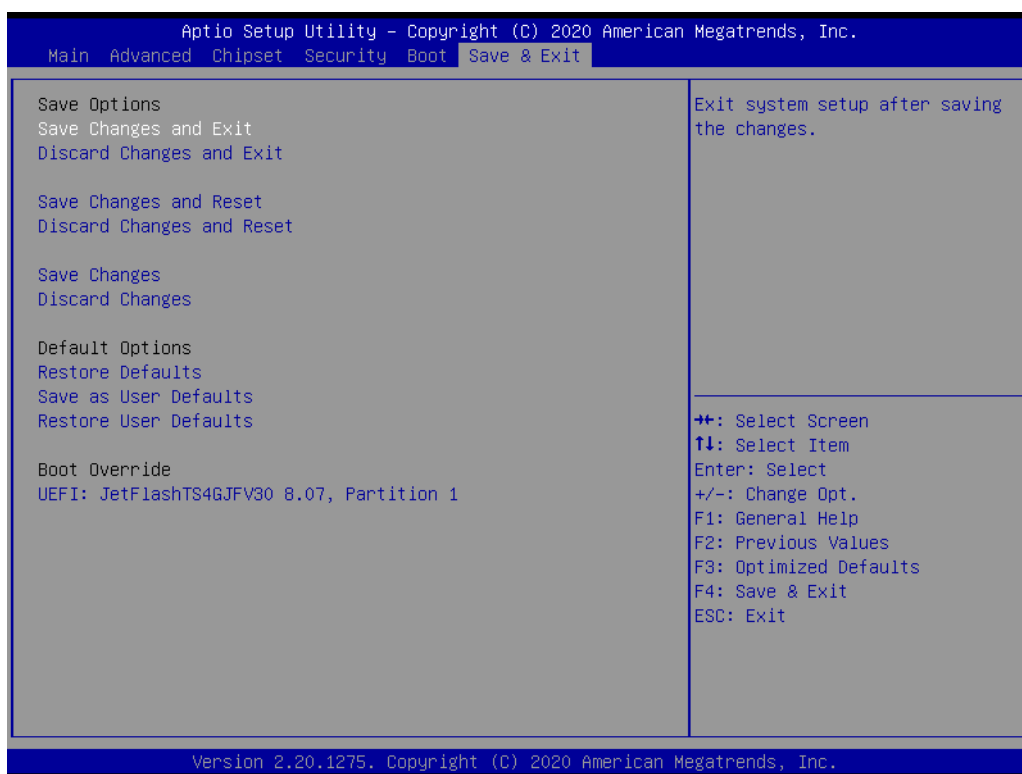 Aptio Setup Utility – Copyright (C) 2020 American Megatrends, Inc.
Main Advanced Chipset Security Boot Save & Exit
Save Options
Save Changes and Exit
Discard Changes and Exit
Save Changes and Reset
Discard Changes and Reset
Save Changes
Discard Changes
Default Options
Restore Defaults
Save as User Defaults
Restore User Defaults
Boot Override
UEFI: JetFlashTS4GJFV30 8.07, Partition 1
Exit system setup after saving
the changes.
→←: Select Screen
↑↓: Select Item
Enter: Select
+/-: Change Opt.
F1: General Help
F2: Previous Values
F3: Optimized Defaults
F4: Save & Exit
ESC: Exit
Version 2.20.1275. Copyright (C) 2020 American Megatrends, Inc.